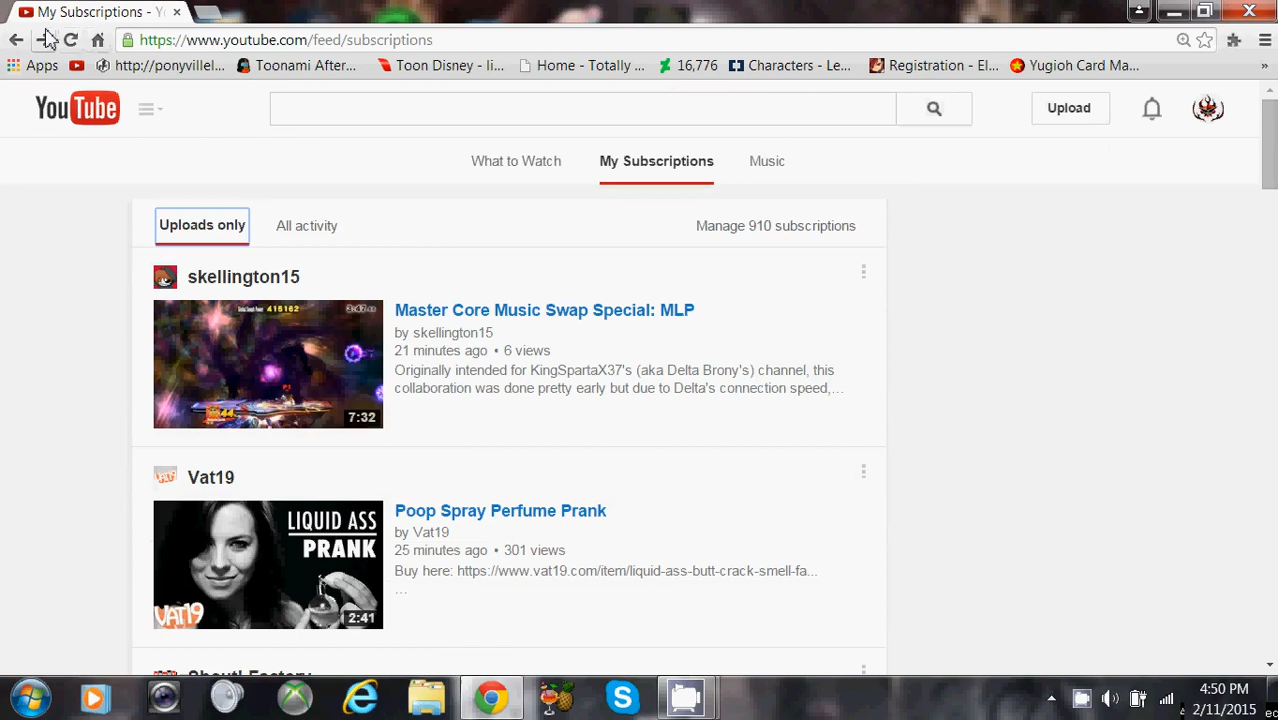 My Subscriptions - Y
https://www.youtube.com/feed/subscriptions
Apps
http://ponyvillel...
Toonami After...
Toon Disney - li...
Home - Totally ...
16,776
Characters - Le...
Registration - El...
Yugioh Card Ma...
»
YouTube
Upload
What to Watch
My Subscriptions
Music
Uploads only
All activity
Manage 910 subscriptions
skellington15
Master Core Music Swap Special: MLP
by skellington15
21 minutes ago • 6 views
Originally intended for KingSpartaX37's (aka Delta Brony's) channel, this
collaboration was done pretty early but due to Delta's connection speed,...
7:32
Vat19
Poop Spray Perfume Prank
by Vat19
25 minutes ago • 301 views
Buy here: https://www.vat19.com/item/liquid-ass-butt-crack-smell-fa...
...
LIQUID ASS
PRANK
VAT19
2:41
Shout! Factory
4:50 PM
2/11/2015